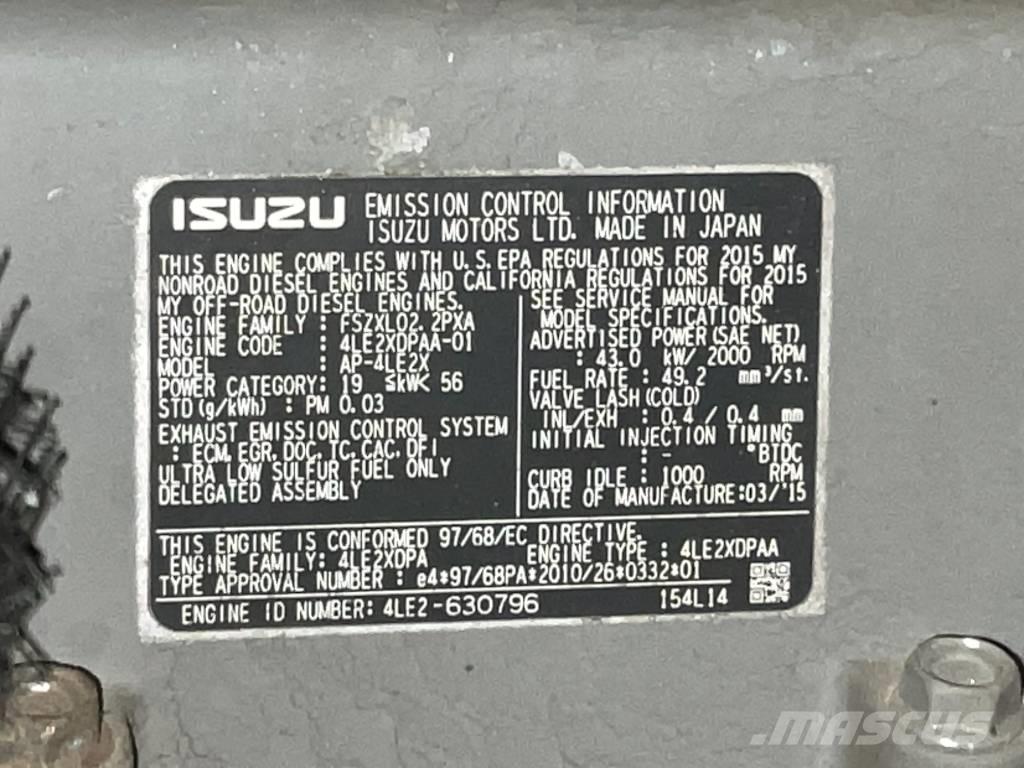 ISUZU EMISSION CONTROL INFORMATION
ISUZU MOTORS LTD. MADE IN JAPAN
THIS ENGINE COMPLIES WITH U.S. EPA REGULATIONS FOR 2015 MY
NONROAD DIESEL ENGINES AND CALIFORNIA REGULATIONS FOR 2015
MY OFF-ROAD DIESEL ENGINES.
ENGINE FAMILY : FSZXL02.2PXA
ENGINE CODE : 4LE2XDPAA-01
MODEL : AP-4LE2X
POWER CATEGORY: 19 ≤kW< 56
STD(g/kWh) : PM 0.03
EXHAUST EMISSION CONTROL SYSTEM
: ECM, EGR, DOC, TC, CAC, DFI
ULTRA LOW SULFUR FUEL ONLY
DELEGATED ASSEMBLY
SEE SERVICE MANUAL FOR
MODEL SPECIFICATIONS.
ADVERTISED POWER(SAE NET)
: 43.0 kW/ 2000 RPM
FUEL RATE : 49.2 mm³/st.
VALVE LASH(COLD)
INL/EXH : 0.4 / 0.4 mm
INITIAL INJECTION TIMING
: - °BTDC
CURB IDLE : 1000 RPM
DATE OF MANUFACTURE:03/'15
THIS ENGINE IS CONFORMED 97/68/EC DIRECTIVE.
ENGINE FAMILY: 4LE2XDPA ENGINE TYPE : 4LE2XDPAA
TYPE APPROVAL NUMBER : e4*97/68PA*2010/26*0332*01
ENGINE ID NUMBER: 4LE2-630796 154L14
MASCUS